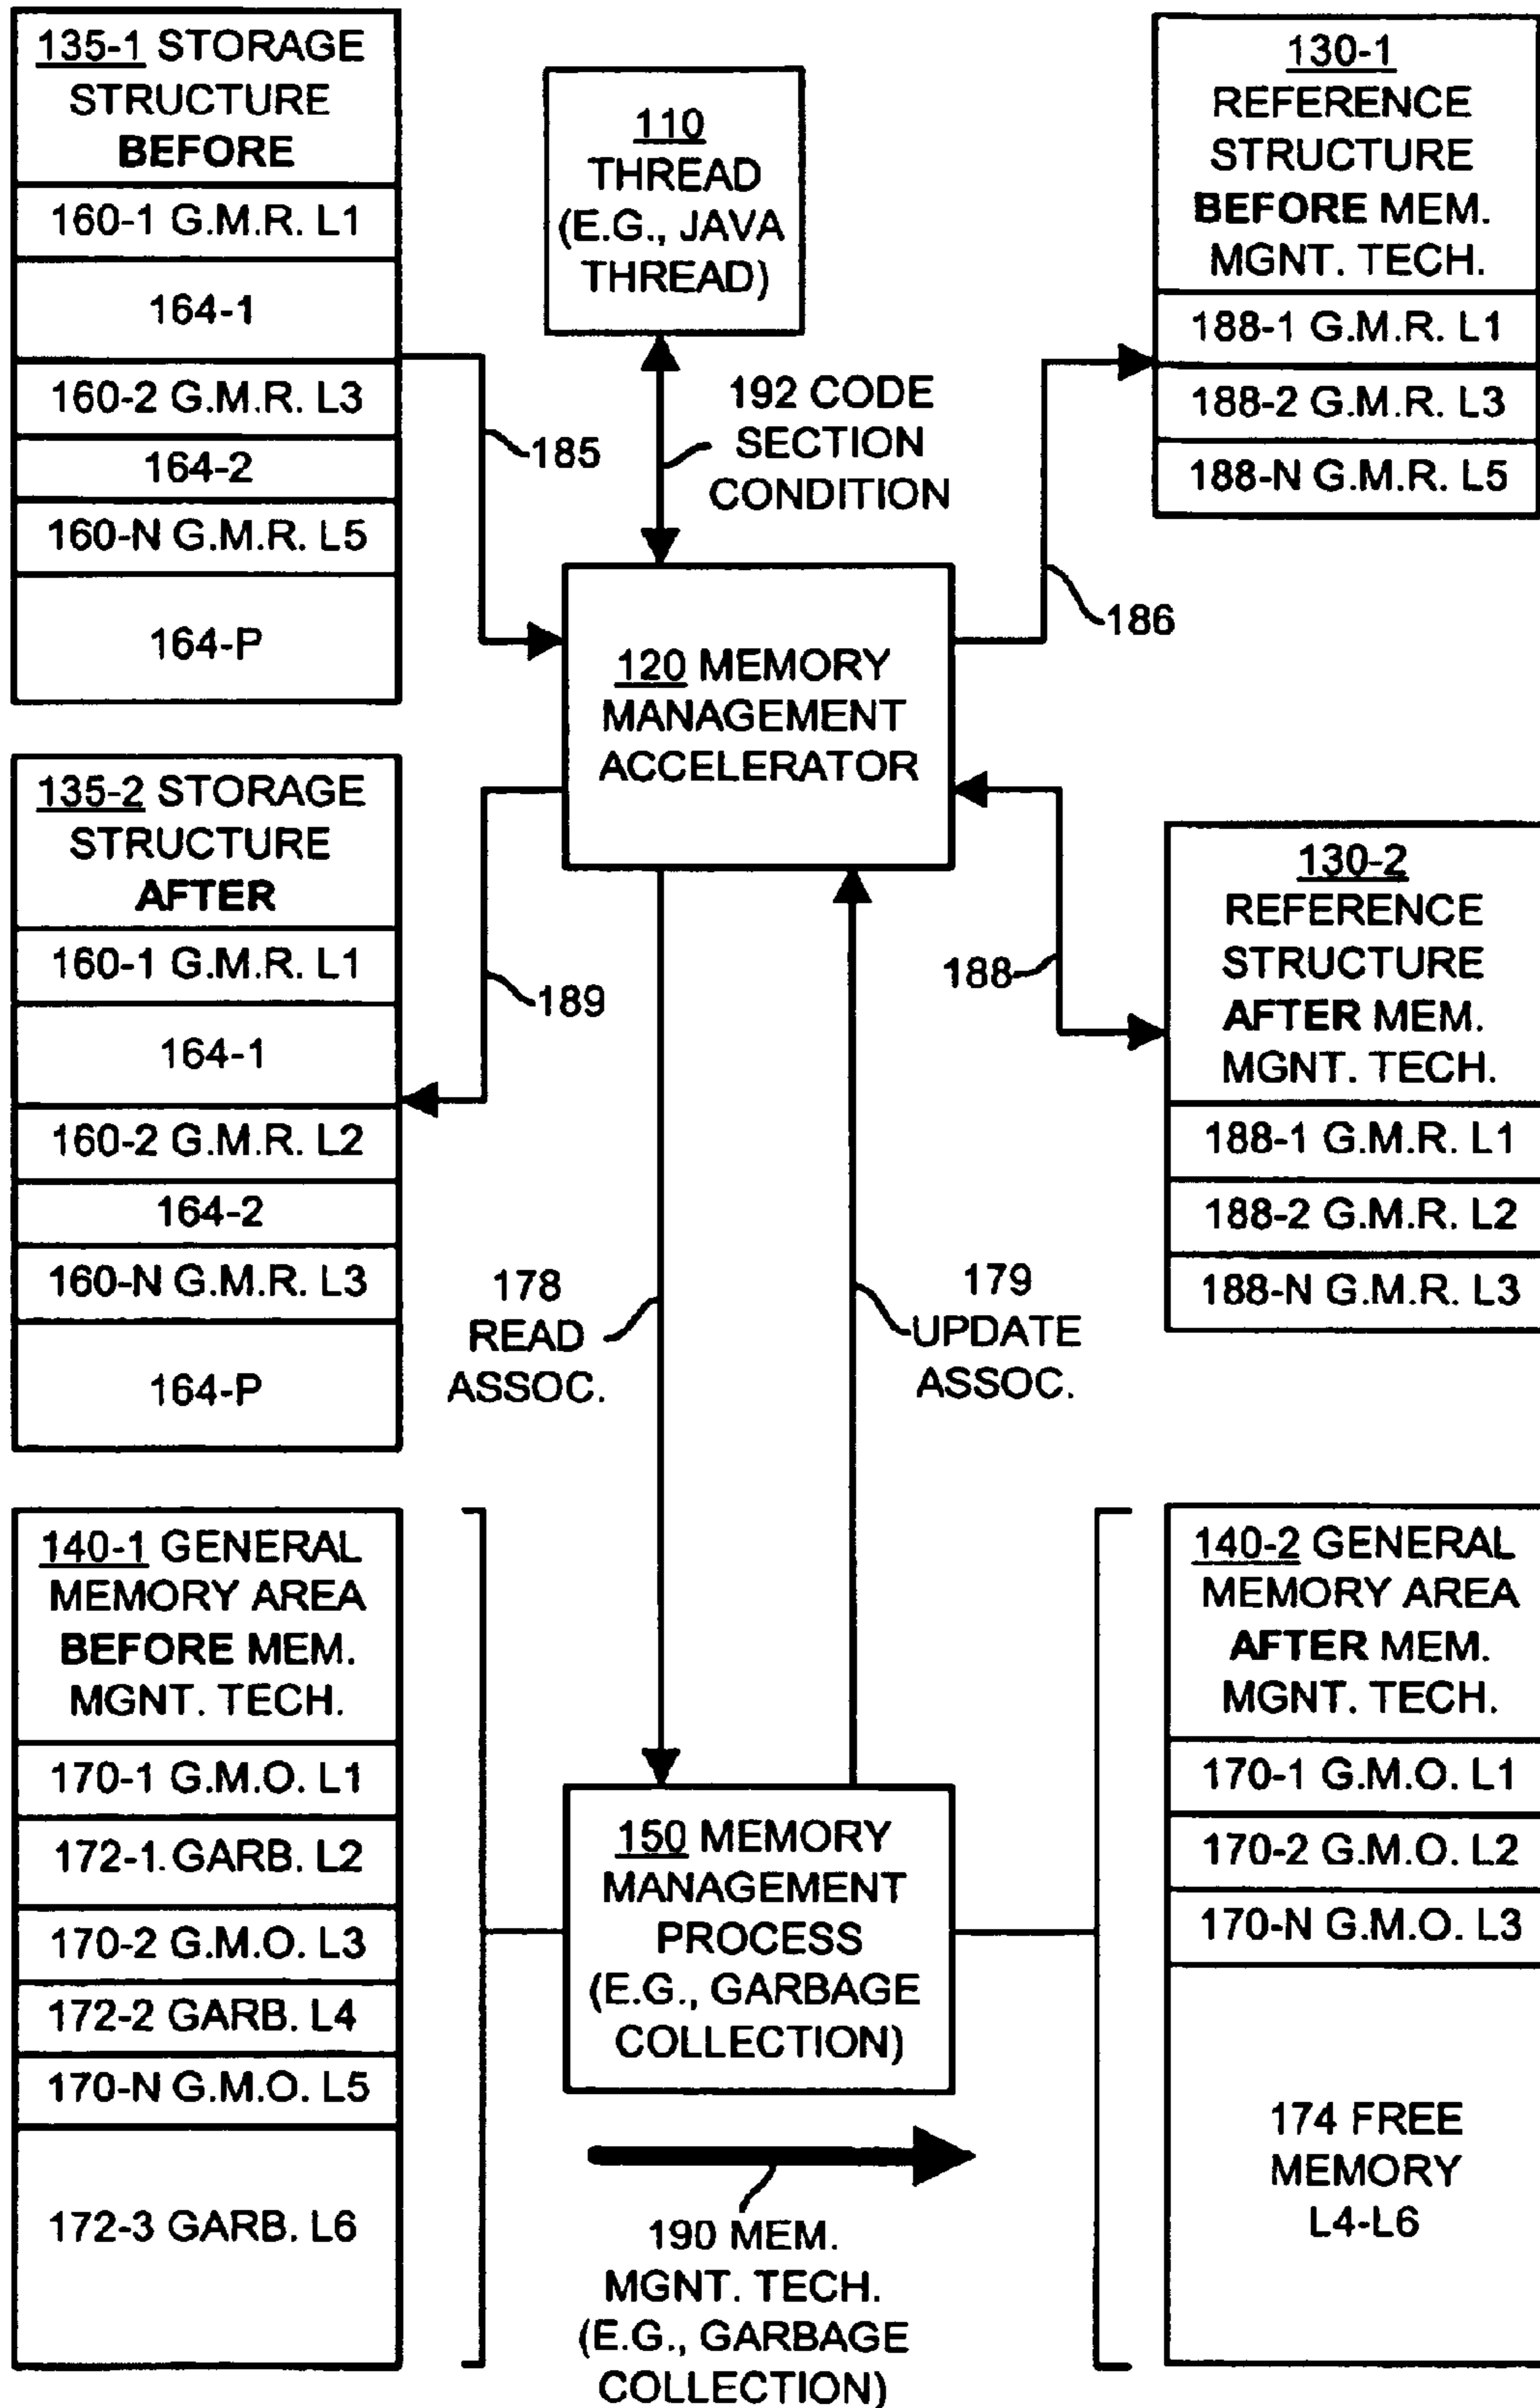 135-1 STORAGE
STRUCTURE
BEFORE
160-1 G.M.R. L1
164-1
160-2 G.M.R. L3
164-2
160-N G.M.R. L5
164-P
110
THREAD
(E.G., JAVA
THREAD)
192 CODE
SECTION
CONDITION
185
130-1
REFERENCE
STRUCTURE
BEFORE MEM.
MGNT. TECH.
188-1 G.M.R. L1
188-2 G.M.R. L3
188-N G.M.R. L5
186
120 MEMORY
MANAGEMENT
ACCELERATOR
135-2 STORAGE
STRUCTURE
AFTER
160-1 G.M.R. L1
164-1
160-2 G.M.R. L2
164-2
160-N G.M.R. L3
164-P
189
188
130-2
REFERENCE
STRUCTURE
AFTER MEM.
MGNT. TECH.
188-1 G.M.R. L1
188-2 G.M.R. L2
188-N G.M.R. L3
178
READ
ASSOC.
179
UPDATE
ASSOC.
140-1 GENERAL
MEMORY AREA
BEFORE MEM.
MGNT. TECH.
170-1 G.M.O. L1
172-1. GARB. L2
170-2 G.M.O. L3
172-2 GARB. L4
170-N G.M.O. L5
172-3 GARB. L6
150 MEMORY
MANAGEMENT
PROCESS
(E.G., GARBAGE
COLLECTION)
190 MEM.
MGNT. TECH.
(E.G., GARBAGE
COLLECTION)
140-2 GENERAL
MEMORY AREA
AFTER MEM.
MGNT. TECH.
170-1 G.M.O. L1
170-2 G.M.O. L2
170-N G.M.O. L3
174 FREE
MEMORY
L4-L6